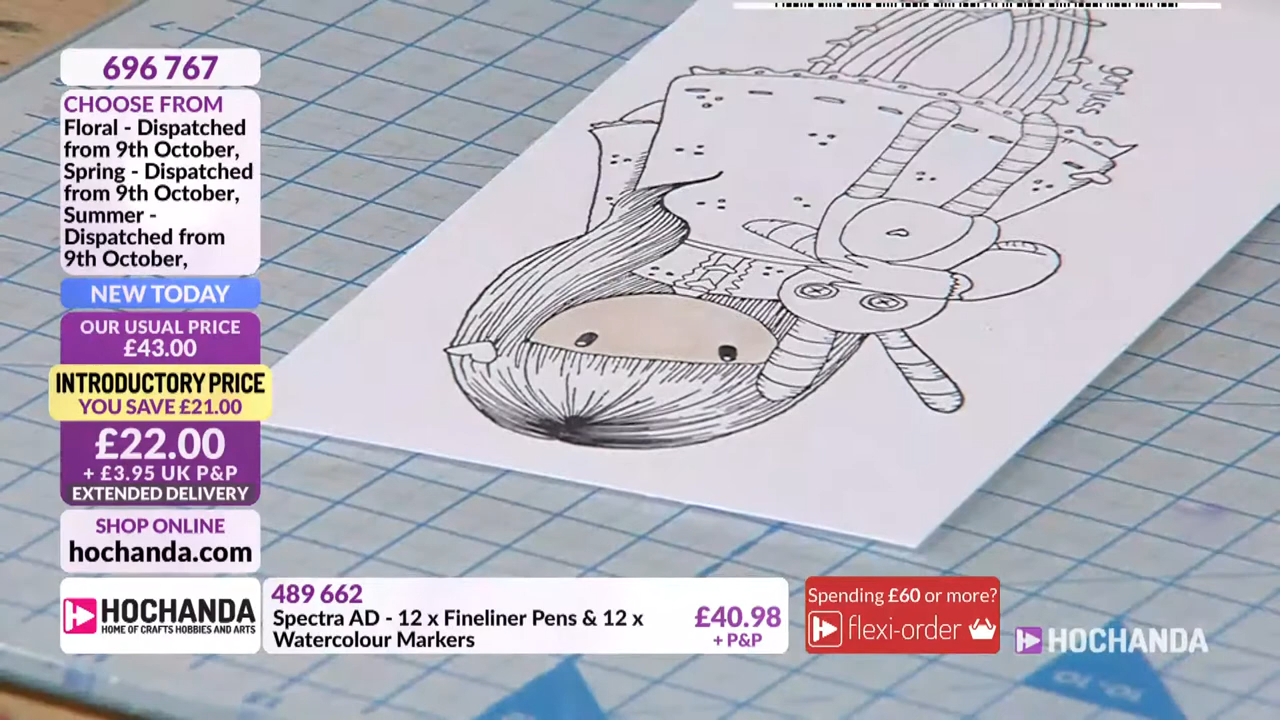 696 767
CHOOSE FROM
Floral - Dispatched
from 9th October,
Spring - Dispatched
from 9th October,
Summer -
Dispatched from
9th October,
NEW TODAY
OUR USUAL PRICE
£43.00
INTRODUCTORY PRICE
YOU SAVE £21.00
£22.00
+ £3.95 UK P&P
EXTENDED DELIVERY
SHOP ONLINE
hochanda.com
HOCHANDA
HOME OF CRAFTS HOBBIES AND ARTS
489 662
Spectra AD - 12 x Fineliner Pens & 12 x
Watercolour Markers
£40.98
+ P&P
Spending £60 or more?
flexi-order
HOCHANDA
gorjuss